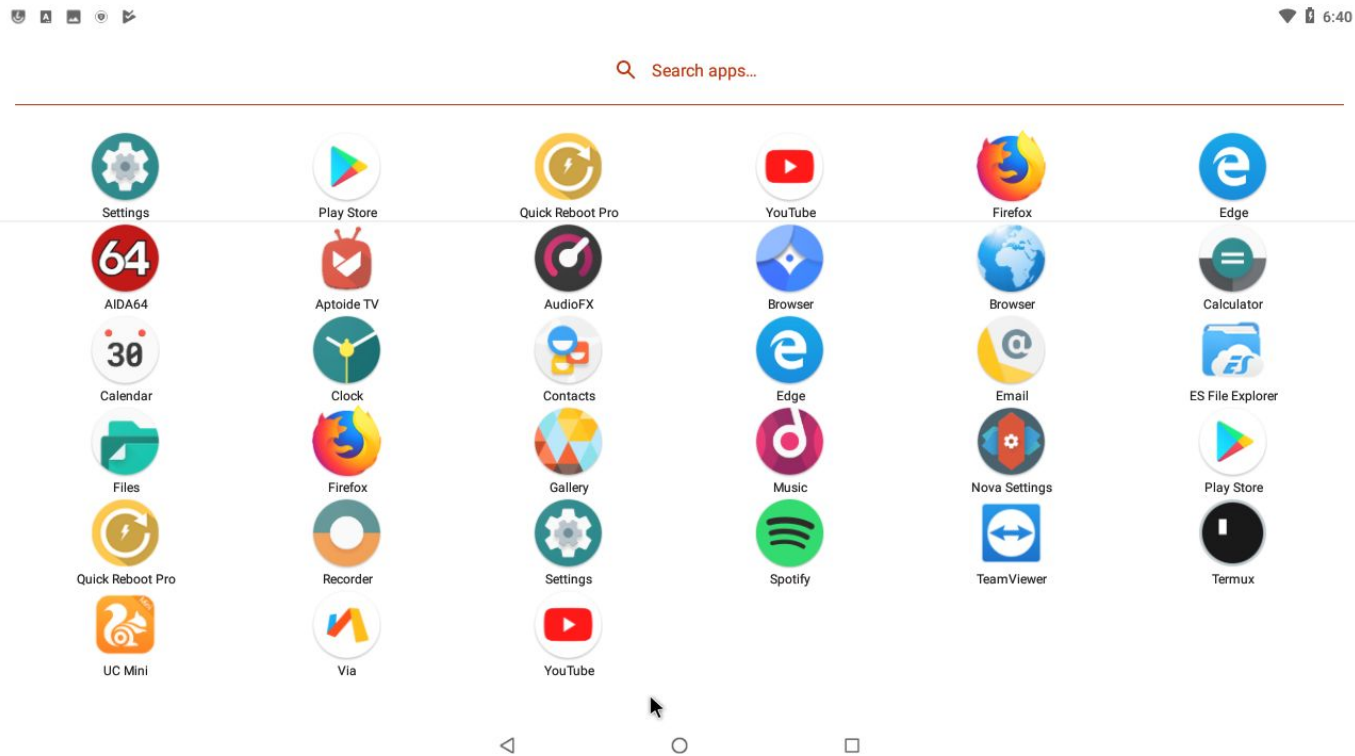 6:40
Search apps...
Settings Play Store Quick Reboot Pro YouTube Firefox Edge
64
AIDA64 Aptoide TV AudioFX Browser Browser Calculator
30 @ ES
Calendar Clock Contacts Edge Email ES File Explorer
Files Firefox Gallery Music Nova Settings Play Store
Quick Reboot Pro Recorder Settings Spotify TeamViewer Termux
Mini
UC Mini Via YouTube